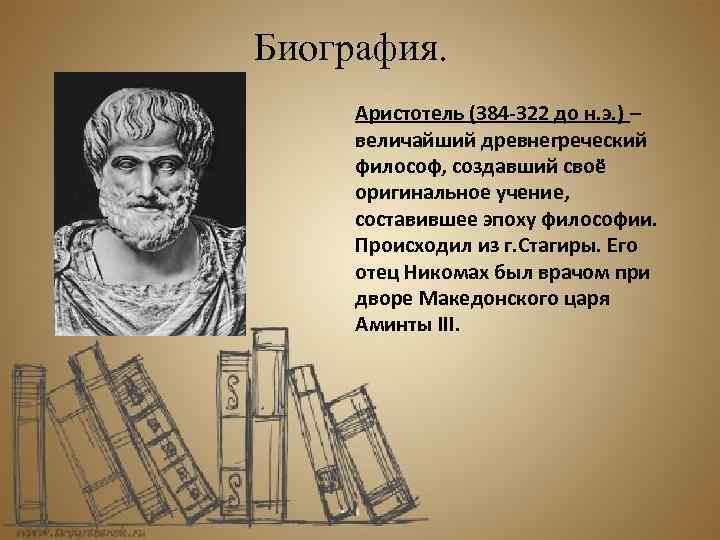 Биография.
Аристотель (384-322 до н.э.) –
величайший древнегреческий
философ, создавший своё
оригинальное учение,
составившее эпоху философии.
Происходил из г.Стагиры. Его
отец Никомах был врачом при
дворе Македонского царя
Аминты III.